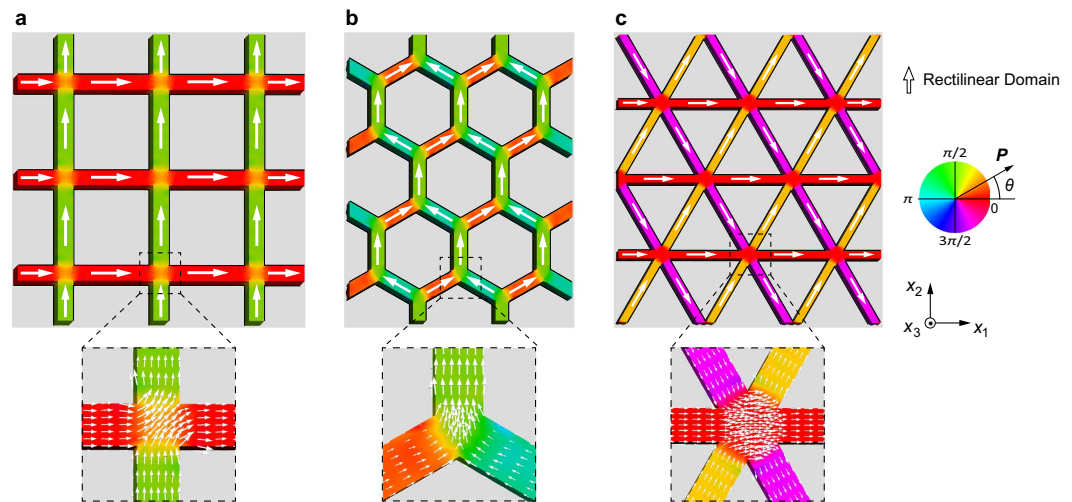 a
b
c
Rectilinear Domain
π/2
P
θ
π
0
3π/2
x2
x3
x1